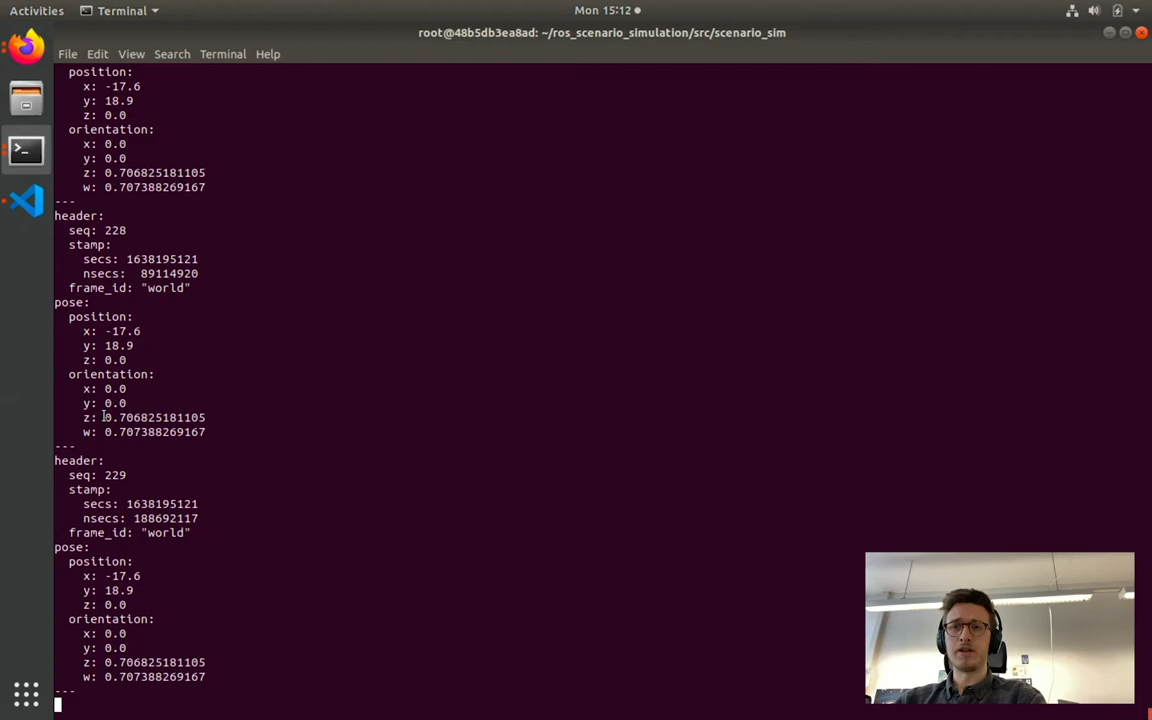 Activities
Terminal
Mon 15:12
root@48b5db3ea8ad: ~/ros_scenario_simulation/src/scenario_sim
File Edit View Search Terminal Help
position:
x: -17.6
y: 18.9
z: 0.0
orientation:
x: 0.0
y: 0.0
z: 0.706825181105
w: 0.707388269167
---
header:
seq: 228
stamp:
secs: 1638195121
nsecs:  89114920
frame_id: "world"
pose:
position:
x: -17.6
y: 18.9
z: 0.0
orientation:
x: 0.0
y: 0.0
z: 0.706825181105
w: 0.707388269167
---
header:
seq: 229
stamp:
secs: 1638195121
nsecs: 188692117
frame_id: "world"
pose:
position:
x: -17.6
y: 18.9
z: 0.0
orientation:
x: 0.0
y: 0.0
z: 0.706825181105
w: 0.707388269167
---